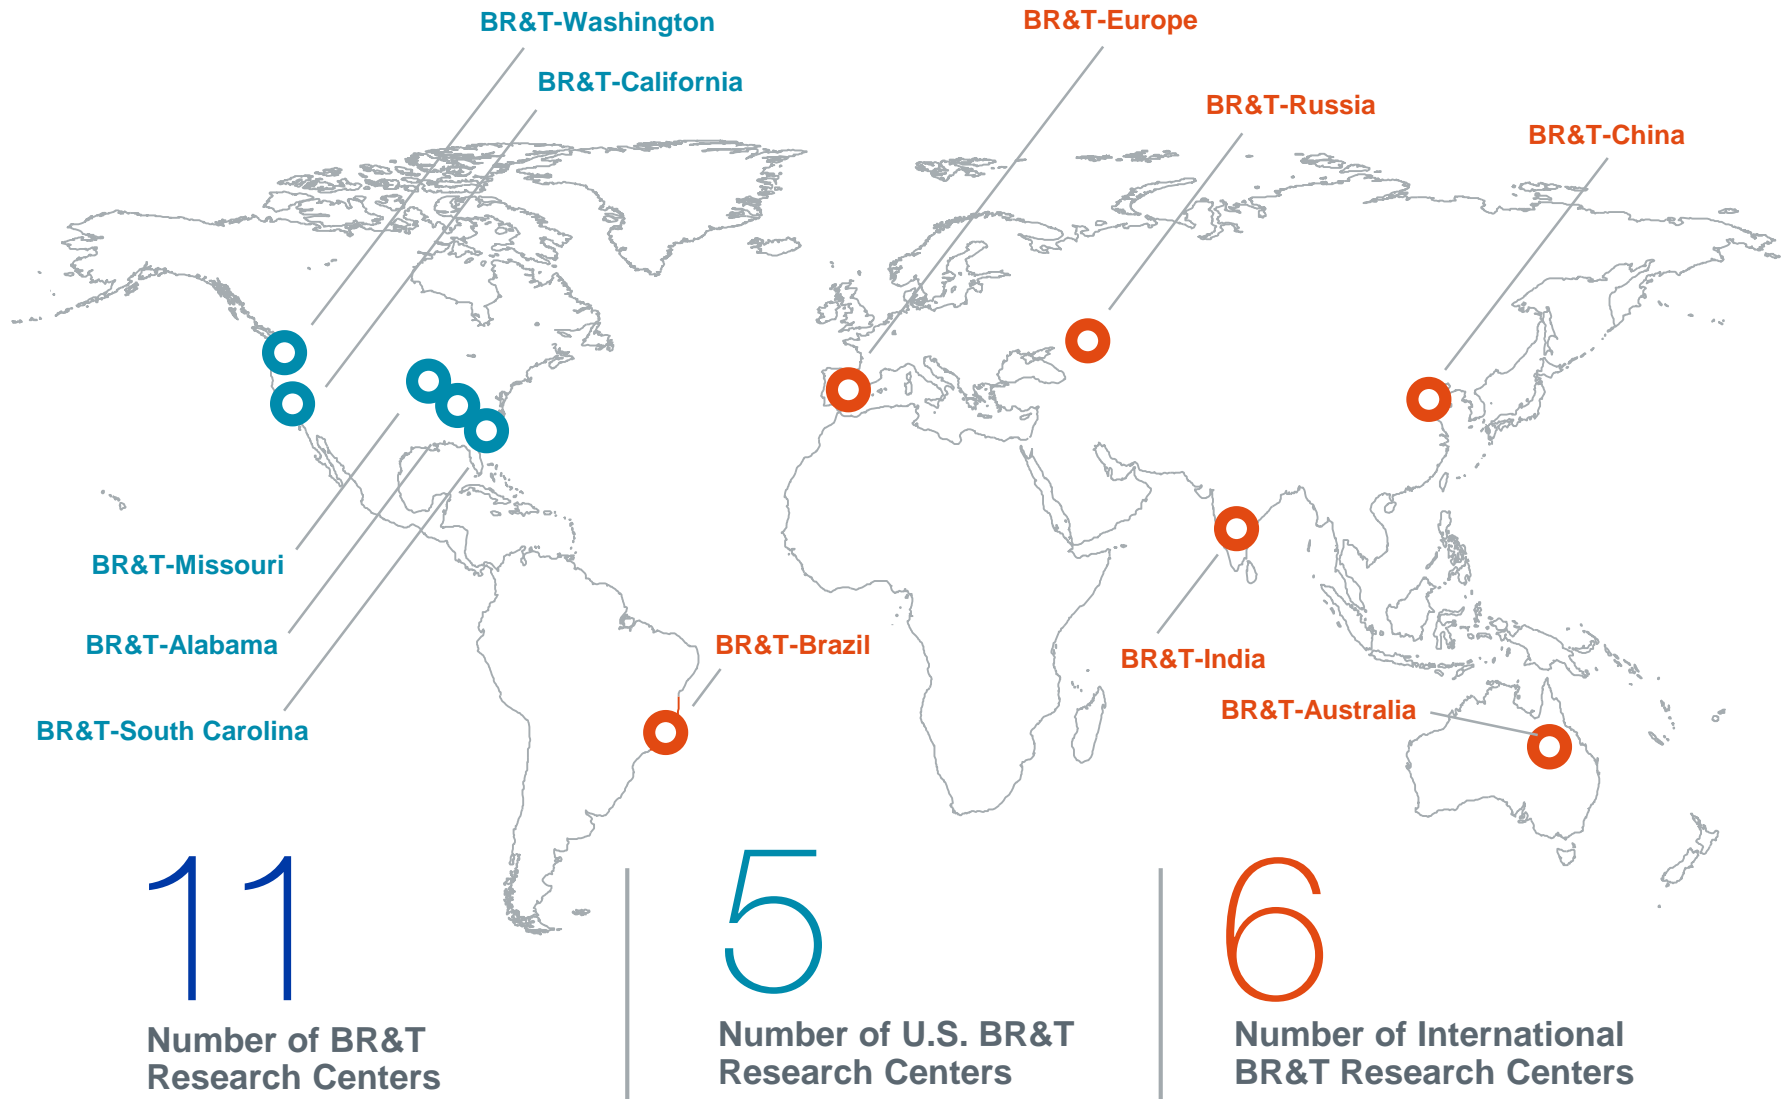 BR&T-Washington
BR&T-Europe
BR&T-California
BR&T-Russia
BR&T-China
BR&T-Missouri
BR&T-Alabama
BR&T-Brazil
BR&T-India
BR&T-South Carolina
BR&T-Australia
11
Number of BR&T
Research Centers
5
Number of U.S. BR&T
Research Centers
6
Number of International
BR&T Research Centers